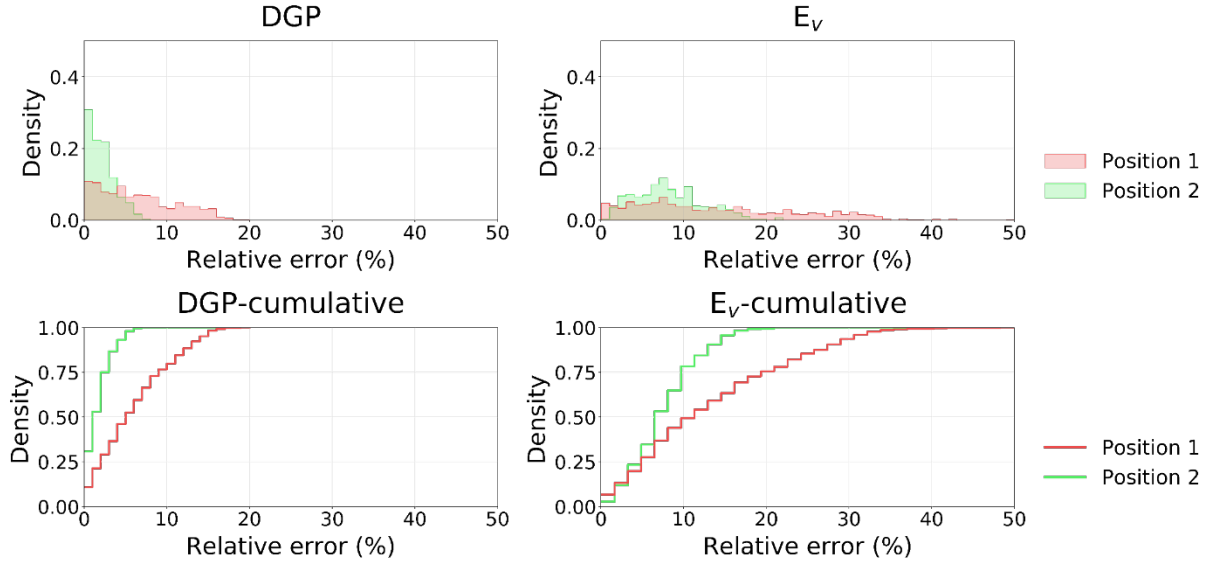 DGP
E_v
0.4
0.2
0.0
Density
0 10 20 30 40 50
Relative error (%)
0.4
0.2
0.0
Density
0 10 20 30 40 50
Relative error (%)
Position 1
Position 2
DGP-cumulative
E_v-cumulative
1.00
0.75
0.50
0.25
0.00
Density
0 10 20 30 40 50
Relative error (%)
1.00
0.75
0.50
0.25
0.00
Density
0 10 20 30 40 50
Relative error (%)
Position 1
Position 2